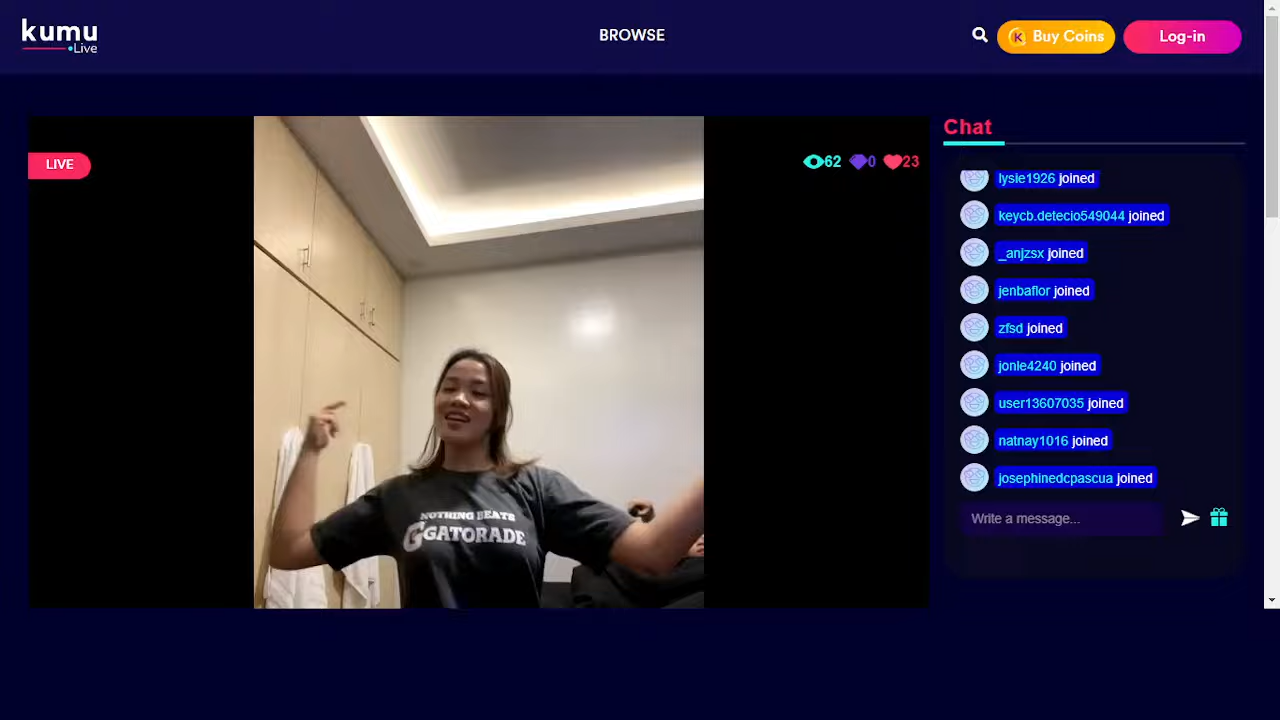 kumu
Live
BROWSE
Buy Coins
Log-in
LIVE
62
0
23
NOTHING BEATS
G GATORADE
Chat
lysie1926 joined
keycb.detecio549044 joined
_anjzsx joined
jenbaflor joined
zfsd joined
jonle4240 joined
user13607035 joined
natnay1016 joined
josephinedcpascua joined
Write a message...